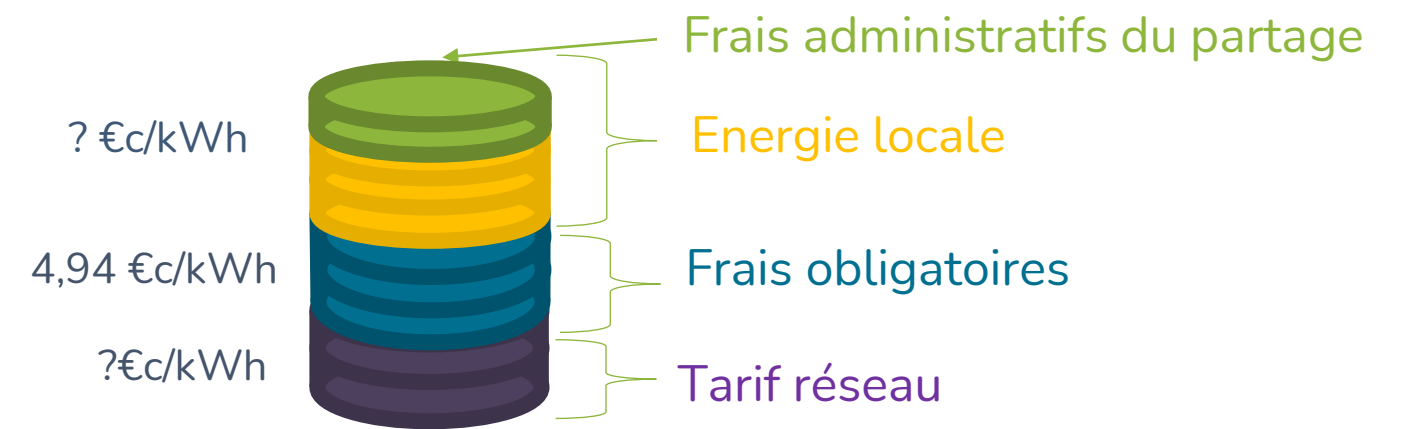 Frais administratifs du partage
? €c/kWh
Energie locale
4,94 €c/kWh
Frais obligatoires
?€c/kWh
Tarif réseau